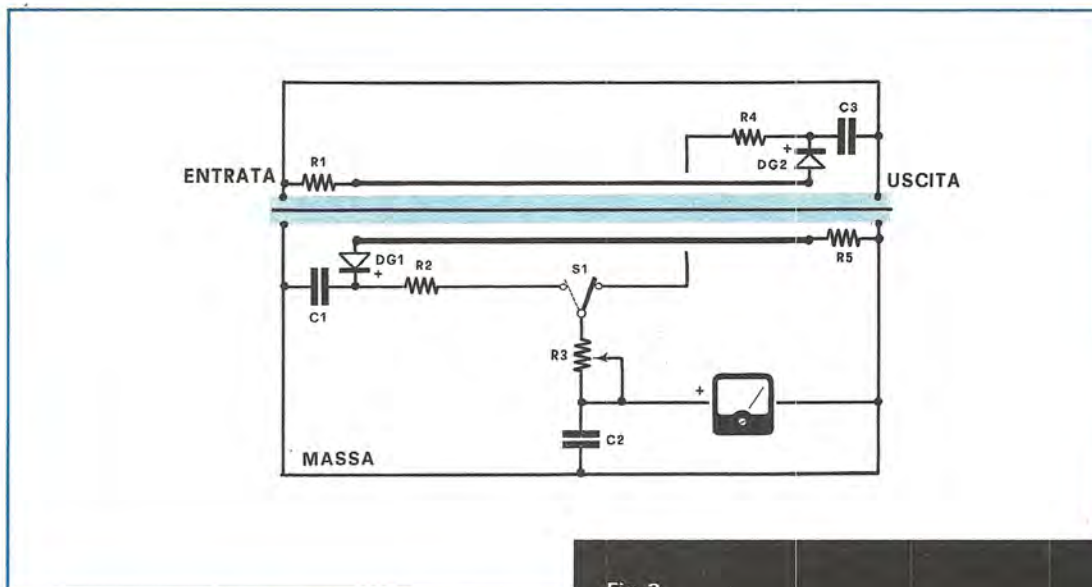 R4
C3
+
DG2
R1
ENTRATA
USCITA
DG1
+
R2
S1
R5
C1
R3
+
C2
MASSA